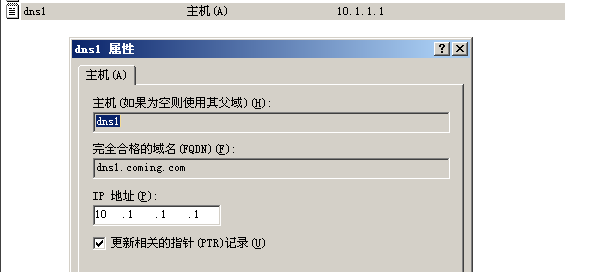 dns1 主机(A) 10.1.1.1
dns1 属性
主机(A)
主机(如果为空则使用其父域)(H):
dns1
完全合格的域名(FQDN)(F):
dns1.coming.com
IP 地址(P):
10 .1 .1 .1
更新相关的指针(PTR)记录(U)